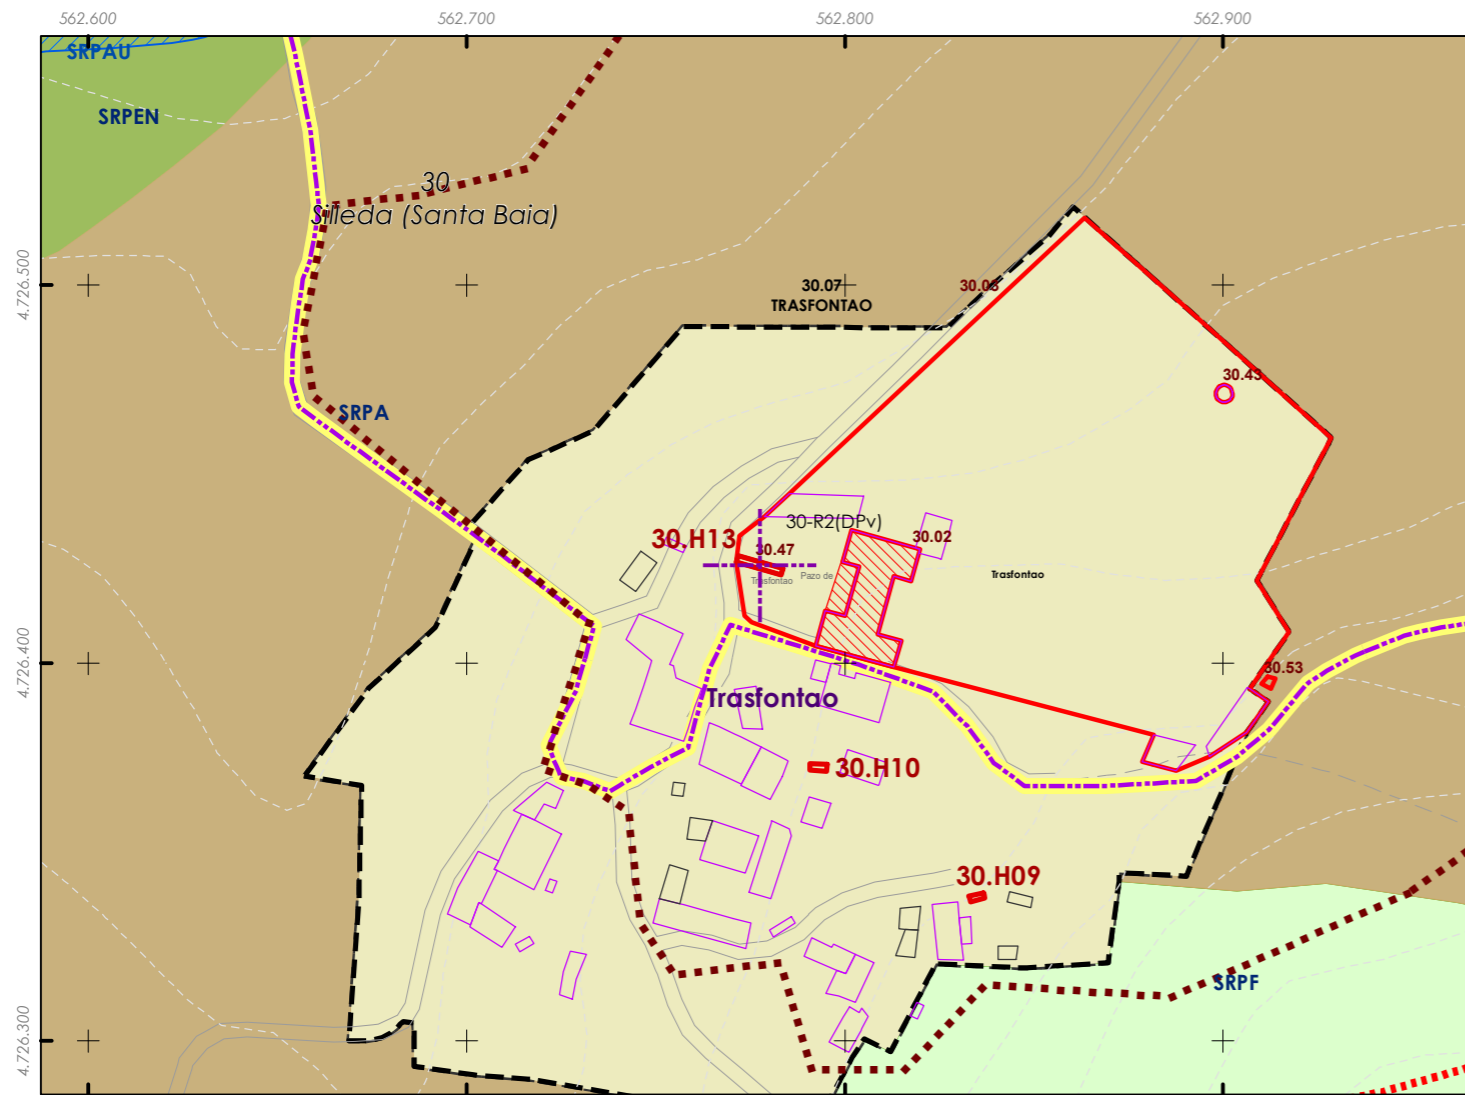 562.600
562.700
562.800
562.900
SRPAU
SRPEN
30
Silleda (Santa Baia)
4.726.500
30.07
TRASFONTAO
30.03
30.43
SRPA
30-R2(DPv)
30.H13
30.47
30.02
Trasfontao
Pazo de
Trasfontao
4.726.400
30.53
Trasfontao
30.H10
30.H09
SRPF
4.726.300